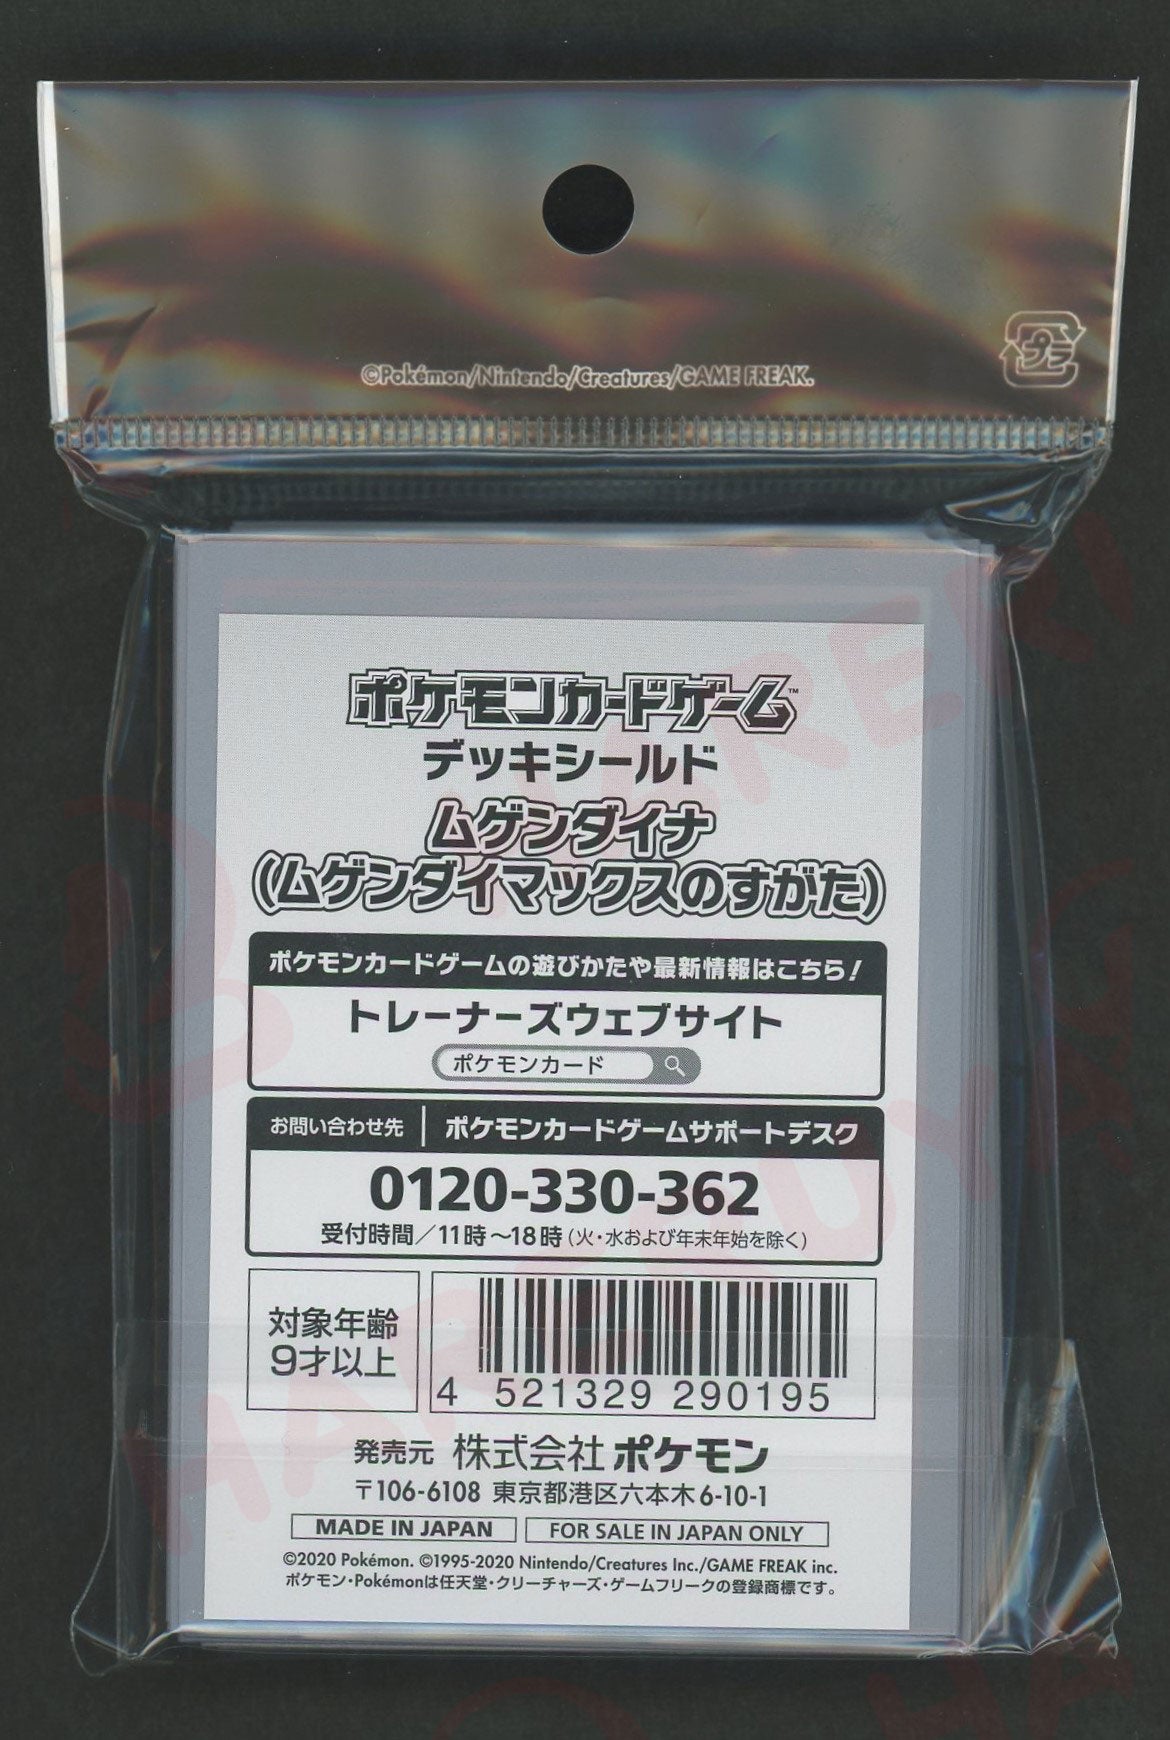 ©Pokémon/Nintendo/Creatures/GAME FREAK.
プラ
ポケモンカードゲーム™
デッキシールド
ムゲンダイナ
(ムゲンダイマックスのすがた)
ポケモンカードゲームの遊びかたや最新情報はこちら!
トレーナーズウェブサイト
ポケモンカード
お問い合わせ先 | ポケモンカードゲームサポートデスク
0120-330-362
受付時間/11時~18時(火・水および年末年始を除く)
対象年齢
9才以上
4 521329 290195
発売元 株式会社ポケモン
〒106-6108 東京都港区六本木6-10-1
MADE IN JAPAN FOR SALE IN JAPAN ONLY
©2020 Pokémon. ©1995-2020 Nintendo/Creatures Inc./GAME FREAK inc.
ポケモン・Pokémonは任天堂・クリーチャーズ・ゲームフリークの登録商標です。